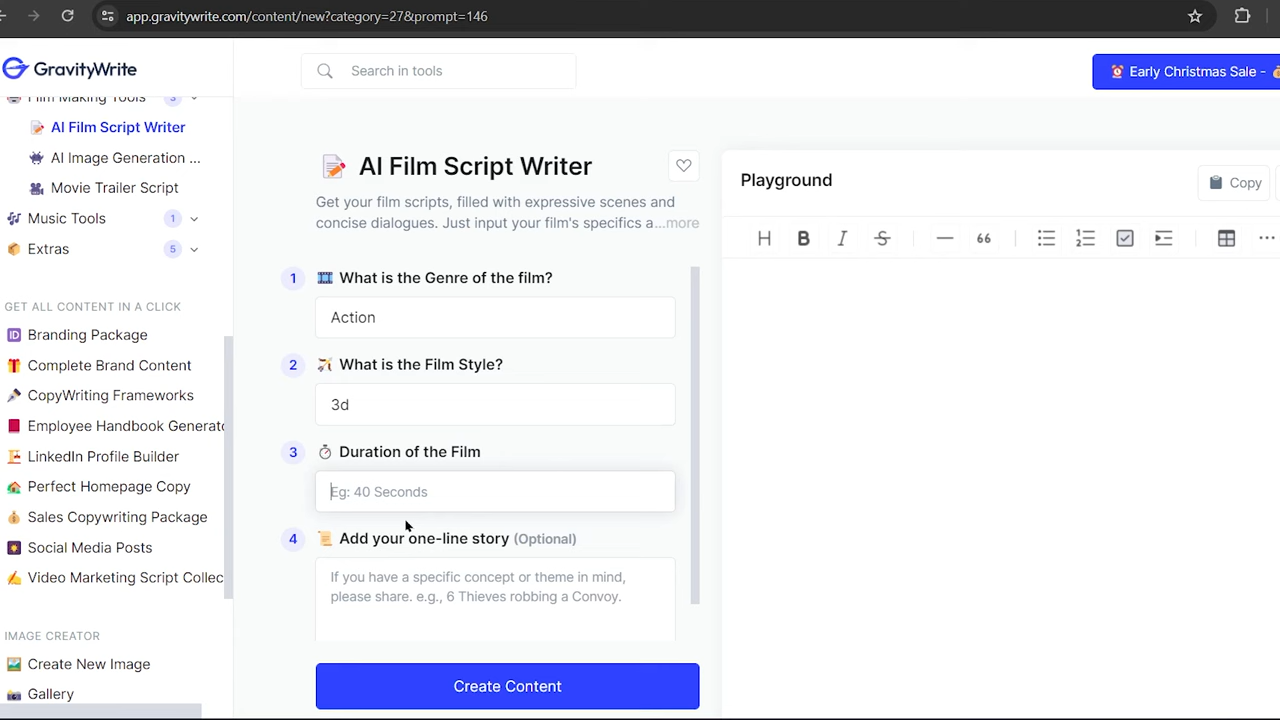 app.gravitywrite.com/content/new?category=27&prompt=146
GravityWrite
Search in tools
Early Christmas Sale -
Film Making Tools 3
AI Film Script Writer
AI Image Generation ...
Movie Trailer Script
Music Tools 1
Extras 5
GET ALL CONTENT IN A CLICK
Branding Package
Complete Brand Content
CopyWriting Frameworks
Employee Handbook Generato
LinkedIn Profile Builder
Perfect Homepage Copy
Sales Copywriting Package
Social Media Posts
Video Marketing Script Collec
IMAGE CREATOR
Create New Image
Gallery
AI Film Script Writer
Get your film scripts, filled with expressive scenes and
concise dialogues. Just input your film's specifics a...more
1 What is the Genre of the film?
Action
2 What is the Film Style?
3d
3 Duration of the Film
Eg: 40 Seconds
4 Add your one-line story (Optional)
If you have a specific concept or theme in mind,
please share. e.g., 6 Thieves robbing a Convoy.
Create Content
Playground
Copy
H B I S — 66